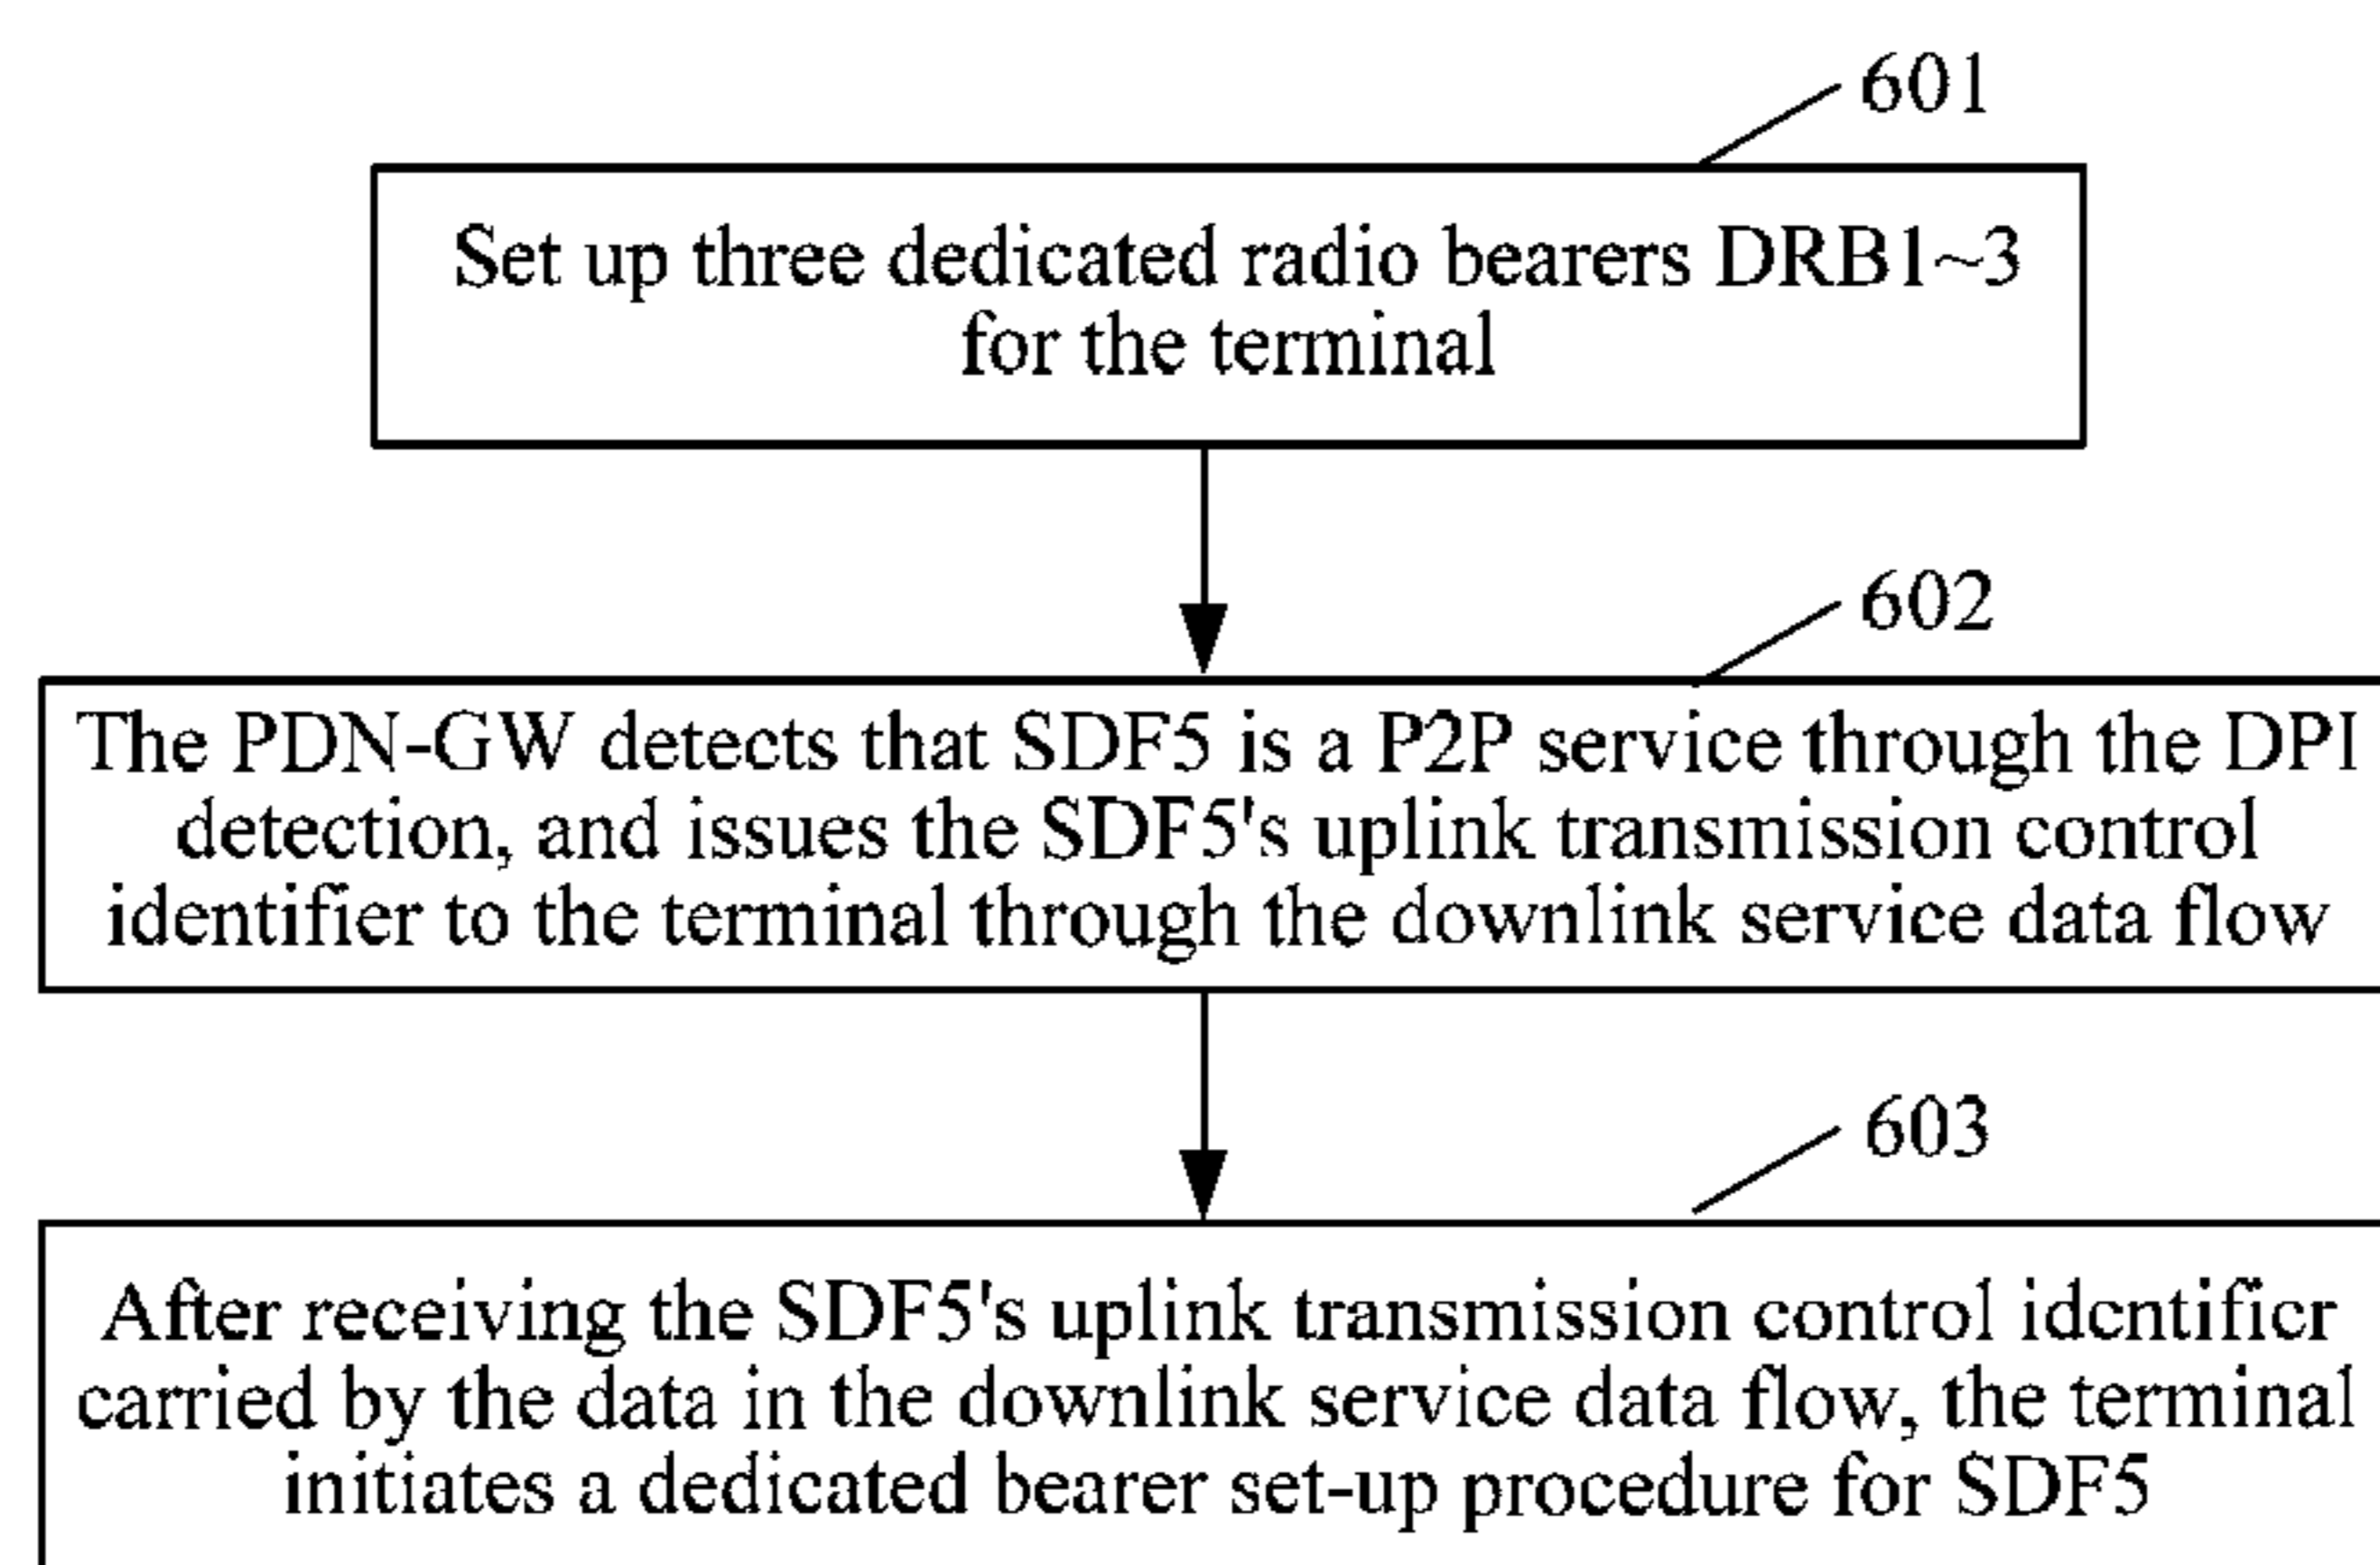 601
Set up three dedicated radio bearers DRB1~3
for the terminal
602
The PDN-GW detects that SDF5 is a P2P service through the DPI
detection, and issues the SDF5's uplink transmission control
identifier to the terminal through the downlink service data flow
603
After receiving the SDF5's uplink transmission control identifier
carried by the data in the downlink service data flow, the terminal
initiates a dedicated bearer set-up procedure for SDF5